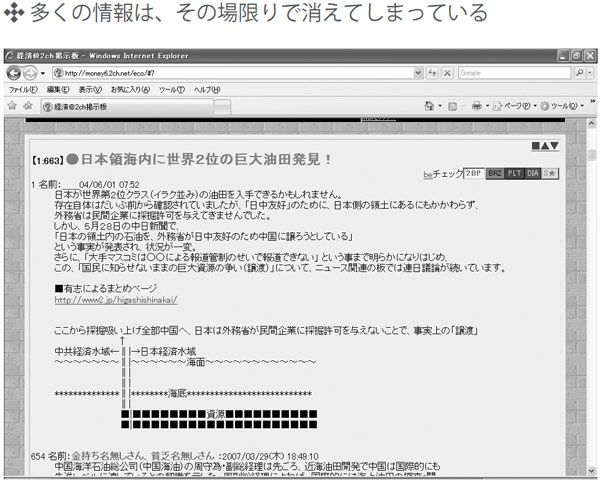 多くの情報は、その場限りで消えてしまっている
経済@2ch掲示板 - Windows Internet Explorer
http://money6.2ch.net/eco/#7
Google
ファイル(F) 編集(E) 表示(V) お気に入り(A) ツール(T) ヘルプ(H)
経済@2ch掲示板
ページ(P) ツール(O)
■▲▼
【1:663】●日本領海内に世界2位の巨大油田発見！
beチェック 2BP BRZ PLT DIA S★
1 名前：___04/06/01 07:52
日本が世界第2位クラス(イラク並み)の油田を入手できるかもしれません。
存在自体はだいぶ前から確認されていましたが、「日中友好」のために、日本側の領土にあるにもかかわらず、
外務省は民間企業に採掘許可を与えてきませんでした。
しかし、5月28日の中日新聞で、
「日本の領土内の石油を、外務省が日中友好のため中国に譲ろうとしている」
という事実が発表され、状況が一変。
さらに、「大手マスコミは〇〇による報道管制のせいで報道できない」という事まで明らかになりはじめ、
この、「国民に知らせないままの巨大資源の争い(譲渡)」について、ニュース関連の板では連日議論が続いています。
■有志によるまとめページ
http://www2.jp/higashishinakai/
ここから採掘吸い上げ全部中国へ、日本は外務省が民間企業に採掘許可を与えないことで、事実上の「譲渡」
↑
中共経済水域←║|→日本経済水域
～～～～～～～║|～～～～～～海面～～～～～～～～～～～～
**************║|********海底**************************
■|■■■■■■■■資源■■■■■■■■■■
■■■■■■■■■■■■■■■■■■■■
654 名前：金持ち名無しさん、貧乏名無しさん：2007/03/29(木) 18:49:10
中国海洋石油総公司(中国海油)の周守為・副総経理は先ごろ、近海油田開発で中国は国際的にも